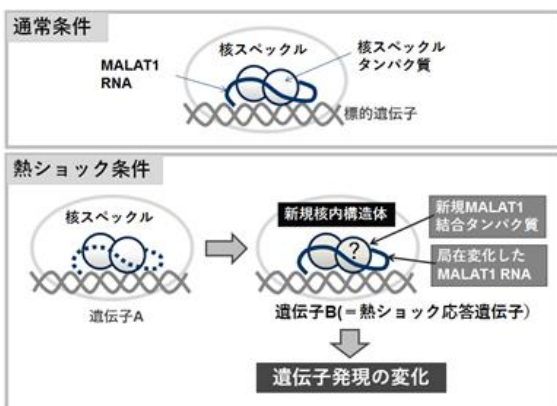 通常条件
核スペックル
MALAT1
RNA
核スペックル
タンパク質
標的遺伝子
熱ショック条件
核スペックル
遺伝子A
新規核内構造体
?
新規MALAT1
結合タンパク質
局在変化した
MALAT1 RNA
遺伝子B(=熱ショック応答遺伝子)
遺伝子発現の変化